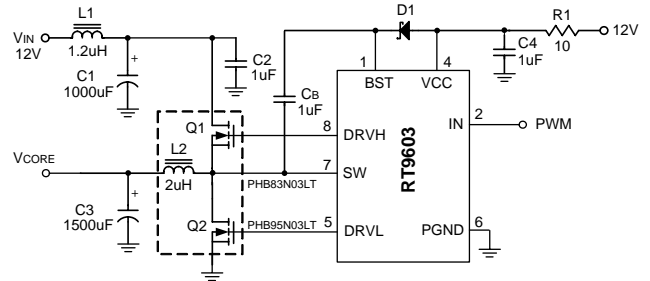 L1
VIN
12V
1.2uH
C1
1000uF
+
C2
1uF
D1
R1
10
12V
C4
1uF
CB
1uF
1
BST
4
VCC
RT9603
IN
2
PWM
Q1
8
DRVH
VCORE
L2
2uH
7
SW
PHB83N03LT
C3
1500uF
+
Q2
PHB95N03LT
5
DRVL
PGND
6